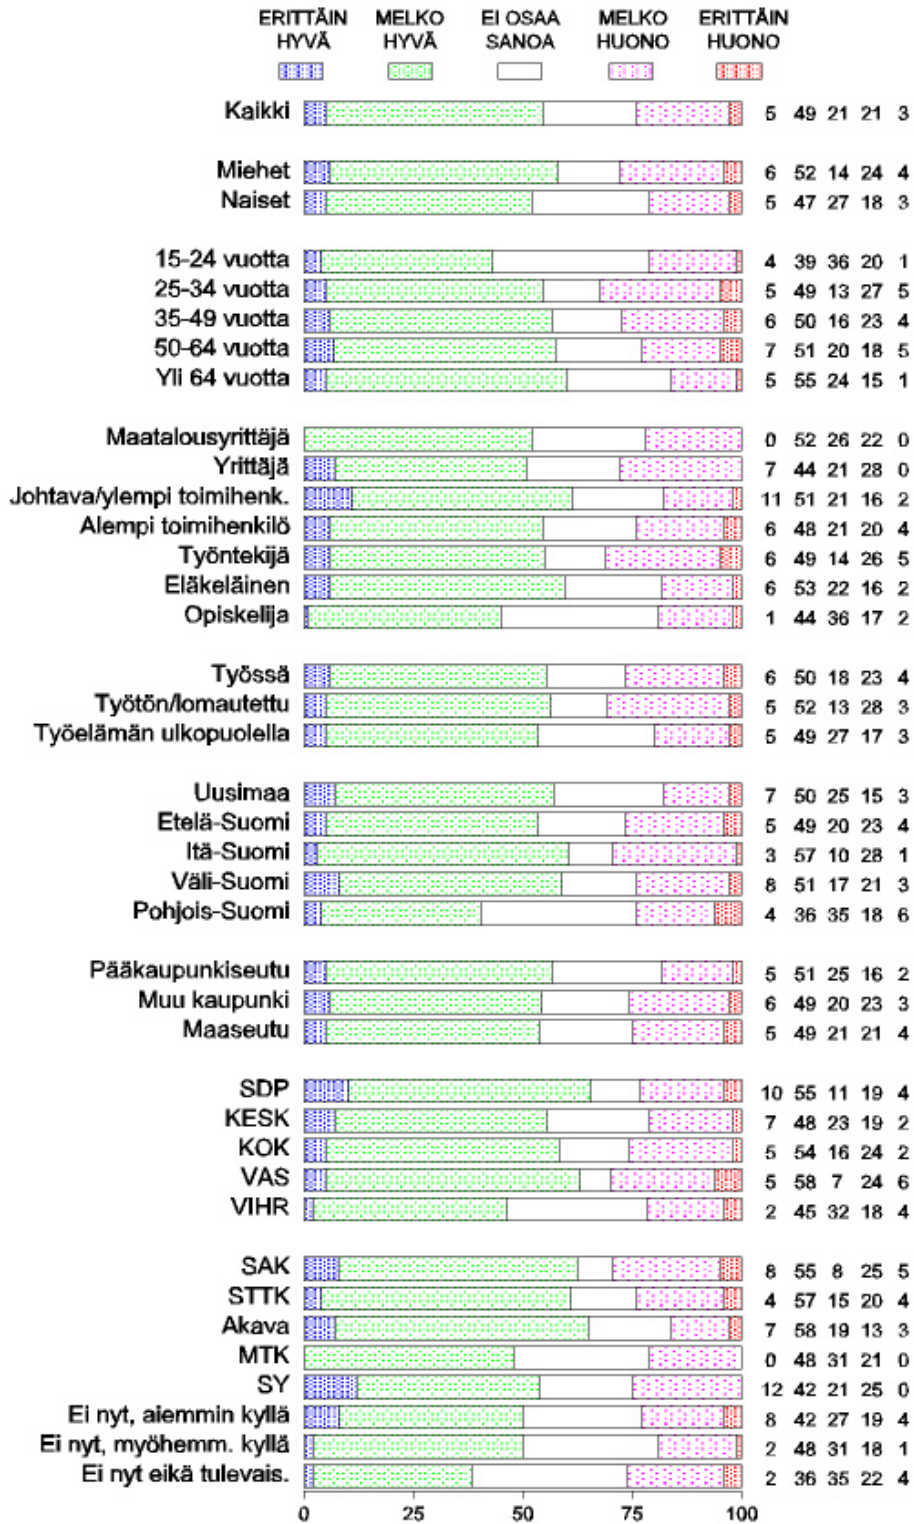 ERITTÄIN MELKO EI OSAA MELKO ERITTÄIN
HYVÄ HYVÄ SANOA HUONO HUONO
Kaikki 5 49 21 21 3
Miehet 6 52 14 24 4
Naiset 5 47 27 18 3
15-24 vuotta 4 39 36 20 1
25-34 vuotta 5 49 13 27 5
35-49 vuotta 6 50 16 23 4
50-64 vuotta 7 51 20 18 5
Yli 64 vuotta 5 55 24 15 1
Maatalousyrittäjä 0 52 26 22 0
Yrittäjä 7 44 21 28 0
Johtava/ylempi toimihenk. 11 51 21 16 2
Alempi toimihenkilö 6 48 21 20 4
Työntekijä 6 49 14 26 5
Eläkeläinen 6 53 22 16 2
Opiskelija 1 44 36 17 2
Työssä 6 50 18 23 4
Työtön/lomautettu 5 52 13 28 3
Työelämän ulkopuolella 5 49 27 17 3
Uusimaa 7 50 25 15 3
Etelä-Suomi 5 49 20 23 4
Itä-Suomi 3 57 10 28 1
Väli-Suomi 8 51 17 21 3
Pohjois-Suomi 4 36 35 18 6
Pääkaupunkiseutu 5 51 25 16 2
Muu kaupunki 6 49 20 23 3
Maaseutu 5 49 21 21 4
SDP 10 55 11 19 4
KESK 7 48 23 19 2
KOK 5 54 16 24 2
VAS 5 58 7 24 6
VIHR 2 45 32 18 4
SAK 8 55 8 25 5
STTK 4 57 15 20 4
Akava 7 58 19 13 3
MTK 0 48 31 21 0
SY 12 42 21 25 0
Ei nyt, aiemmin kyllä 8 42 27 19 4
Ei nyt, myöhemm. kyllä 2 48 31 18 1
Ei nyt eikä tulevais. 2 36 35 22 4
0 25 50 75 100